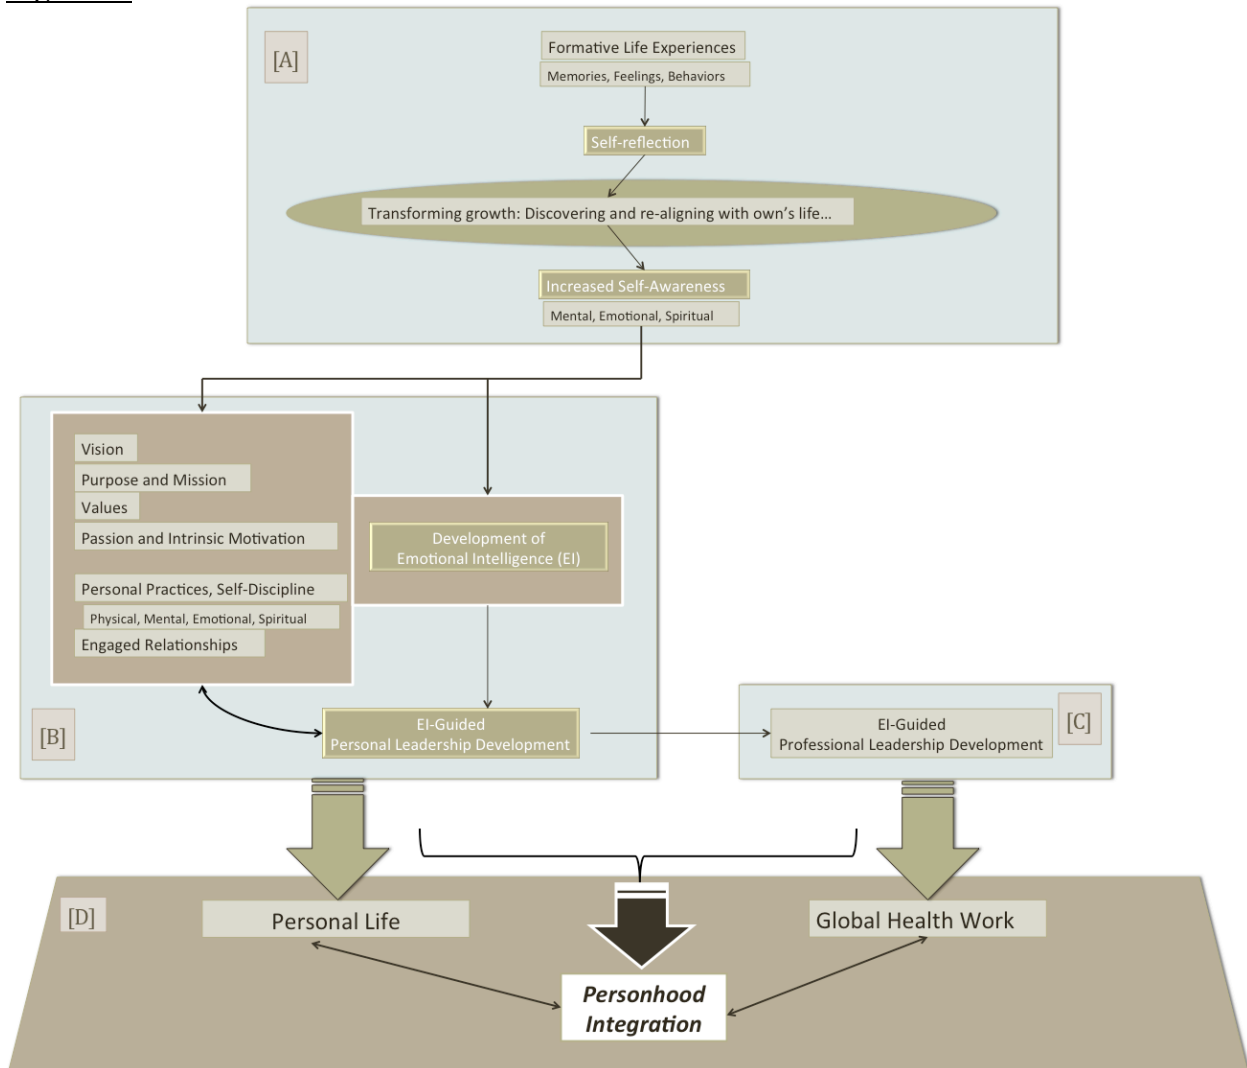 [A]
Formative Life Experiences
Memories, Feelings, Behaviors
Self-reflection
Transforming growth: Discovering and re-aligning with own's life…
Increased Self-Awareness
Mental, Emotional, Spiritual
Vision
Purpose and Mission
Values
Passion and Intrinsic Motivation
Personal Practices, Self-Discipline
Physical, Mental, Emotional, Spiritual
Engaged Relationships
Development of
Emotional Intelligence (EI)
[B]
EI-Guided
Personal Leadership Development
EI-Guided
Professional Leadership Development
[C]
[D]
Personal Life
Global Health Work
Personhood
Integration